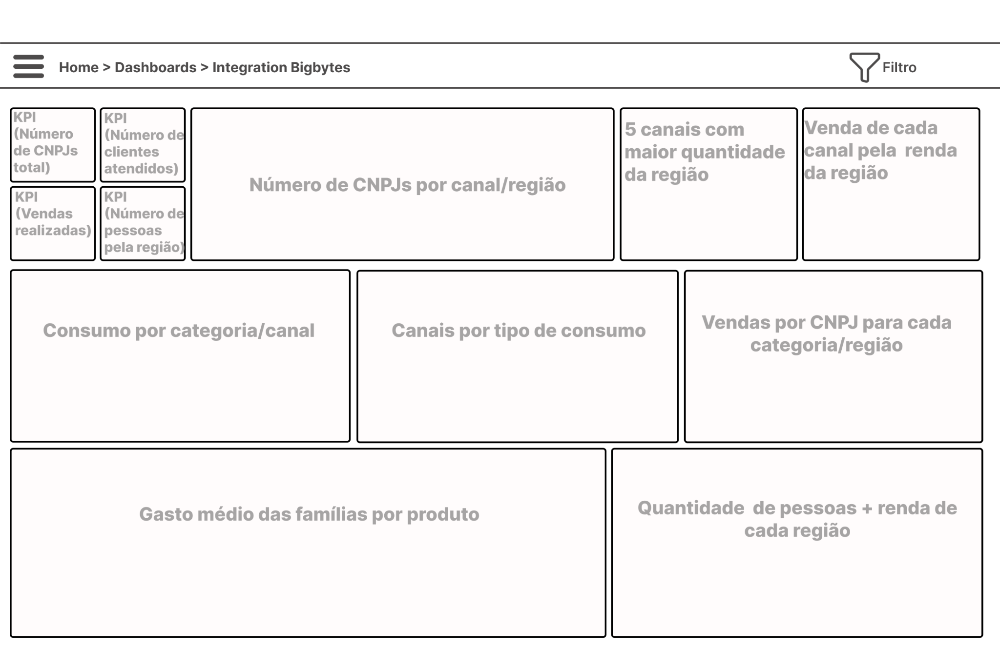 Home > Dashboards > Integration Bigbytes
Filtro
KPI
(Número
de CNPJs
total)
KPI
(Número de
clientes
atendidos)
KPI
(Vendas
realizadas)
KPI
(Número de
pessoas
pela região)
Número de CNPJs por canal/região
5 canais com
maior quantidade
da região
Venda de cada
canal pela  renda
da região
Consumo por categoria/canal
Canais por tipo de consumo
Vendas por CNPJ para cada
categoria/região
Gasto médio das famílias por produto
Quantidade  de pessoas + renda de
cada região